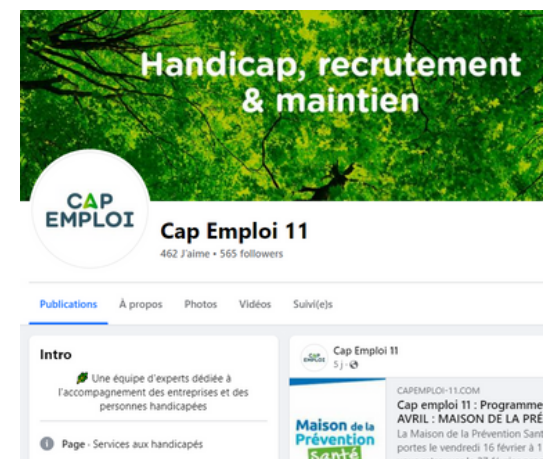 Handicap, recrutement
& maintien
CAP
EMPLOI
Cap Emploi 11
462 J'aime • 565 followers
Publications À propos Photos Vidéos Suivi(e)s
Intro
Une équipe d'experts dédiée à
l'accompagnement des entreprises et des
personnes handicapées
Page · Services aux handicapés
CAP
EMPLOI
Cap Emploi 11
5 j ·
Maison de la
Prévention
Santé
CAPEMPLOI-11.COM
Cap emploi 11 : Programme
AVRIL : MAISON DE LA PRÉ
La Maison de la Prévention Sant
portes le vendredi 16 février à 1